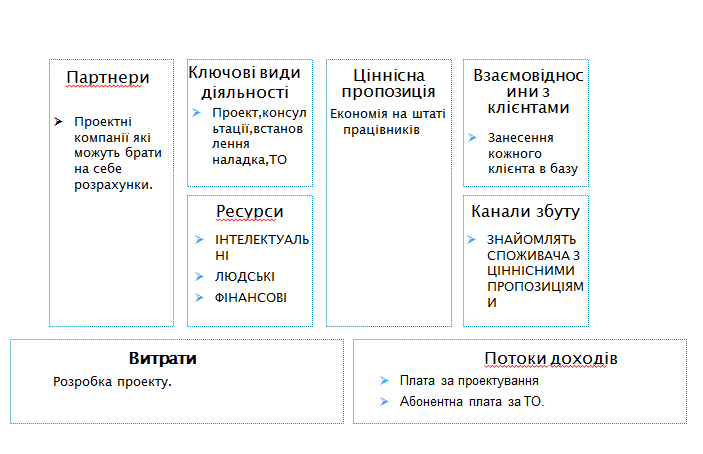 Партнери
Проектні
компанії які
можуть брати
на себе
розрахунки.
Ключові види
діяльності
Проект,консул
ьтації,встанов
лення
наладка,ТО
Ресурси
ІНТЕЛЕКТУАЛЬ
НІ
ЛЮДСЬКІ
ФІНАНСОВІ
Ціннісна
пропозиція
Економія на штаті
працівників
Взаємовіднос
ини з
клієнтами
Занесення
кожного
клієнта в базу
Канали збуту
ЗНАЙОМЛЯТЬ
СПОЖИВАЧА З
ЦІННІСНИМИ
ПРОПОЗИЦІЯМ
И
Витрати
Розробка проекту.
Потоки доходів
Плата за проектування
Абонентна плата за ТО.